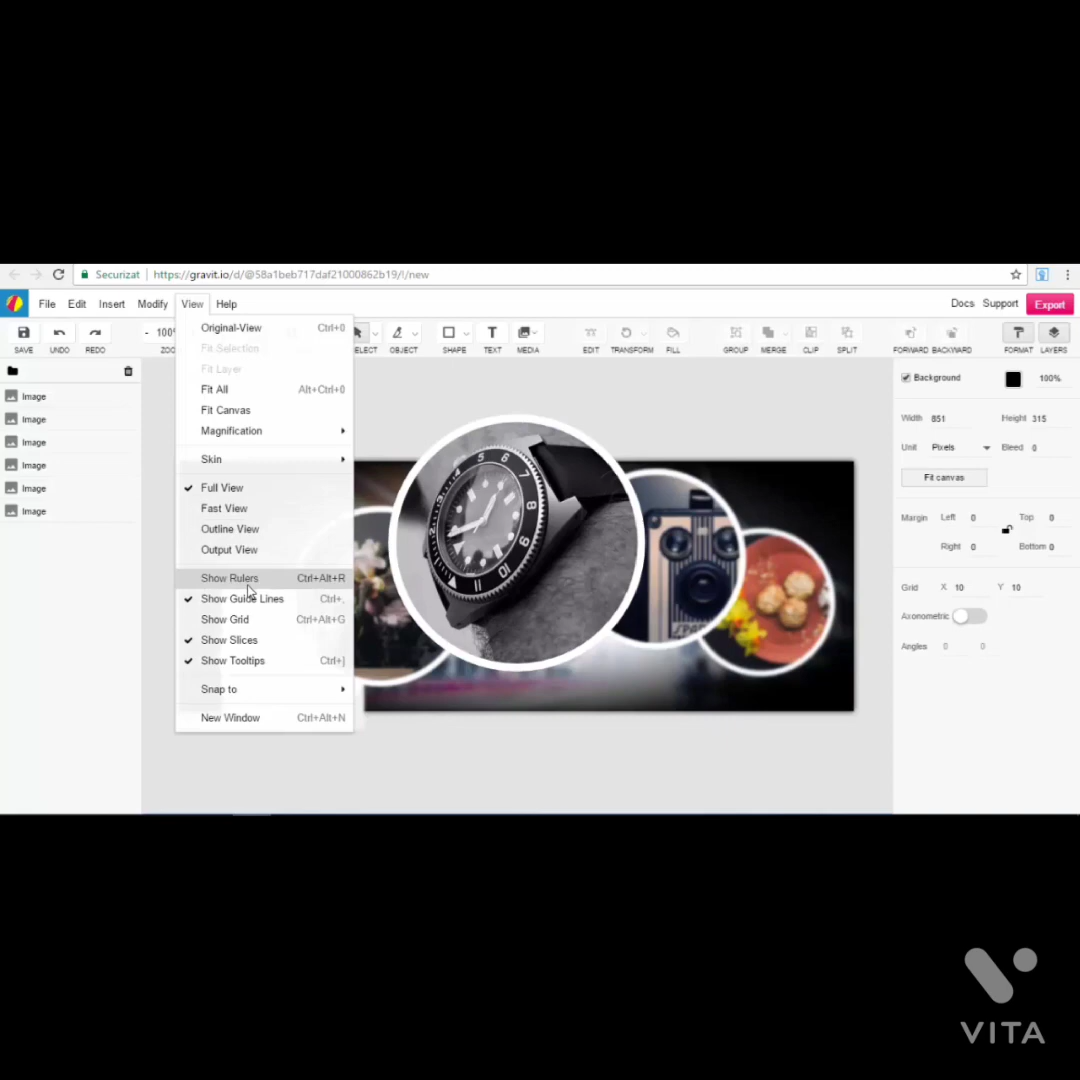 Securizat https://gravit.io/d/@58a1beb717daf21000862b19/!/new
File Edit Insert Modify View Help Docs Support Export
SAVE UNDO REDO
- 100%
EDIT TRANSFORM FILL GROUP MERGE CLIP SPLIT FORWARD BACKWARD FORMAT LAYERS
OBJECT SHAPE TEXT MEDIA
Image
Image
Image
Image
Image
Image
Original-View Ctrl+0
Fit Selection
Fit Layer
Fit All Alt+Ctrl+0
Fit Canvas
Magnification
Skin
Full View
Fast View
Outline View
Output View
Show Rulers Ctrl+Alt+R
Show Guide Lines Ctrl+,
Show Grid Ctrl+Alt+G
Show Slices
Show Tooltips Ctrl+]
Snap to
New Window Ctrl+Alt+N
Background 100%
Width 851 Height 315
Unit Pixels Bleed 0
Fit canvas
Margin Left 0 Top 0
Right 0 Bottom 0
Grid X 10 Y 10
Axonometric
Angles 0 0
VITA